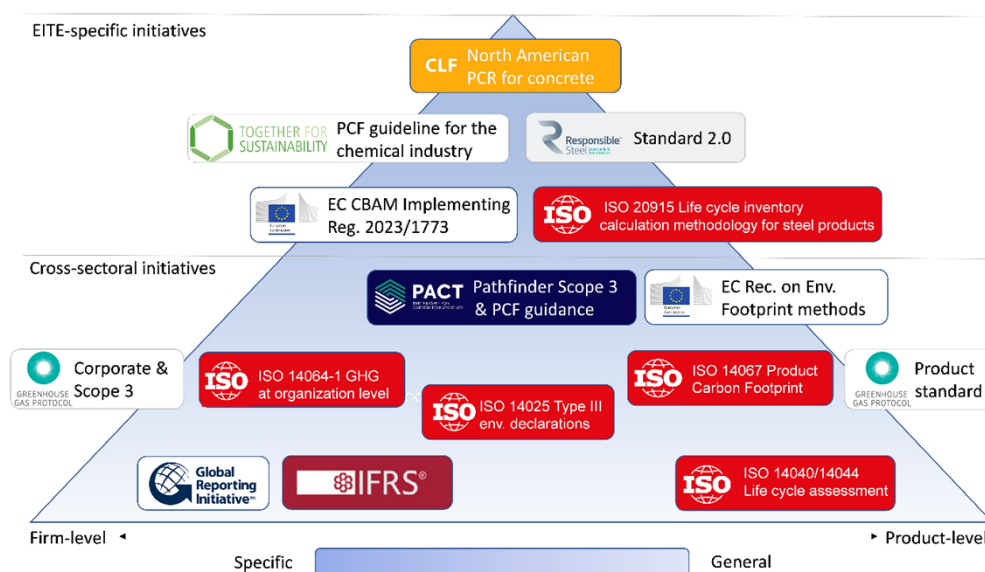 EITE-specific initiatives
CLF North American
PCR for concrete
TOGETHER FOR
SUSTAINABILITY
PCF guideline for the
chemical industry
Responsible™
Steel
Standard 2.0
EC CBAM Implementing
Reg. 2023/1773
ISO
ISO 20915 Life cycle inventory
calculation methodology for steel products
Cross-sectoral initiatives
PACT
Pathfinder Scope 3
& PCF guidance
European
Commission
EC Rec. on Env.
Footprint methods
GREENHOUSE
GAS PROTOCOL
Corporate &
Scope 3
ISO
ISO 14064-1 GHG
at organization level
ISO
ISO 14025 Type III
env. declarations
ISO
ISO 14067 Product
Carbon Footprint
GREENHOUSE
GAS PROTOCOL
Product
standard
Global
Reporting
Initiative™
IFRS®
ISO
ISO 14040/14044
Life cycle assessment
Firm-level
Product-level
Specific
General